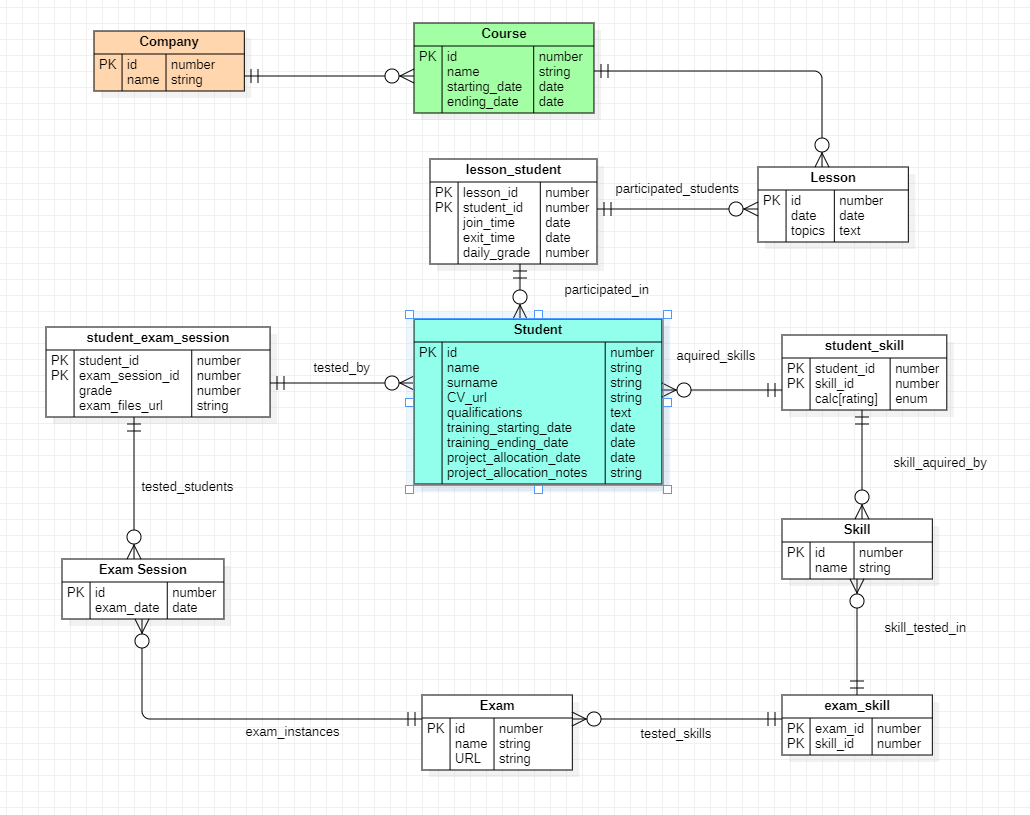 Company
PK id number
name string
Course
PK id number
name string
starting_date date
ending_date date
lesson_student
PK lesson_id number
PK student_id number
join_time date
exit_time date
daily_grade number
participated_students
Lesson
PK id number
date date
topics text
participated_in
student_exam_session
PK student_id number
PK exam_session_id number
grade number
exam_files_url string
tested_by
Student
PK id number
name string
surname string
CV_url string
qualifications text
training_starting_date date
training_ending_date date
project_allocation_date date
project_allocation_notes string
aquired_skills
student_skill
PK student_id number
PK skill_id number
calc[rating] enum
skill_aquired_by
tested_students
Skill
PK id number
name string
Exam Session
PK id number
exam_date date
skill_tested_in
exam_instances
Exam
PK id number
name string
URL string
tested_skills
exam_skill
PK exam_id number
PK skill_id number